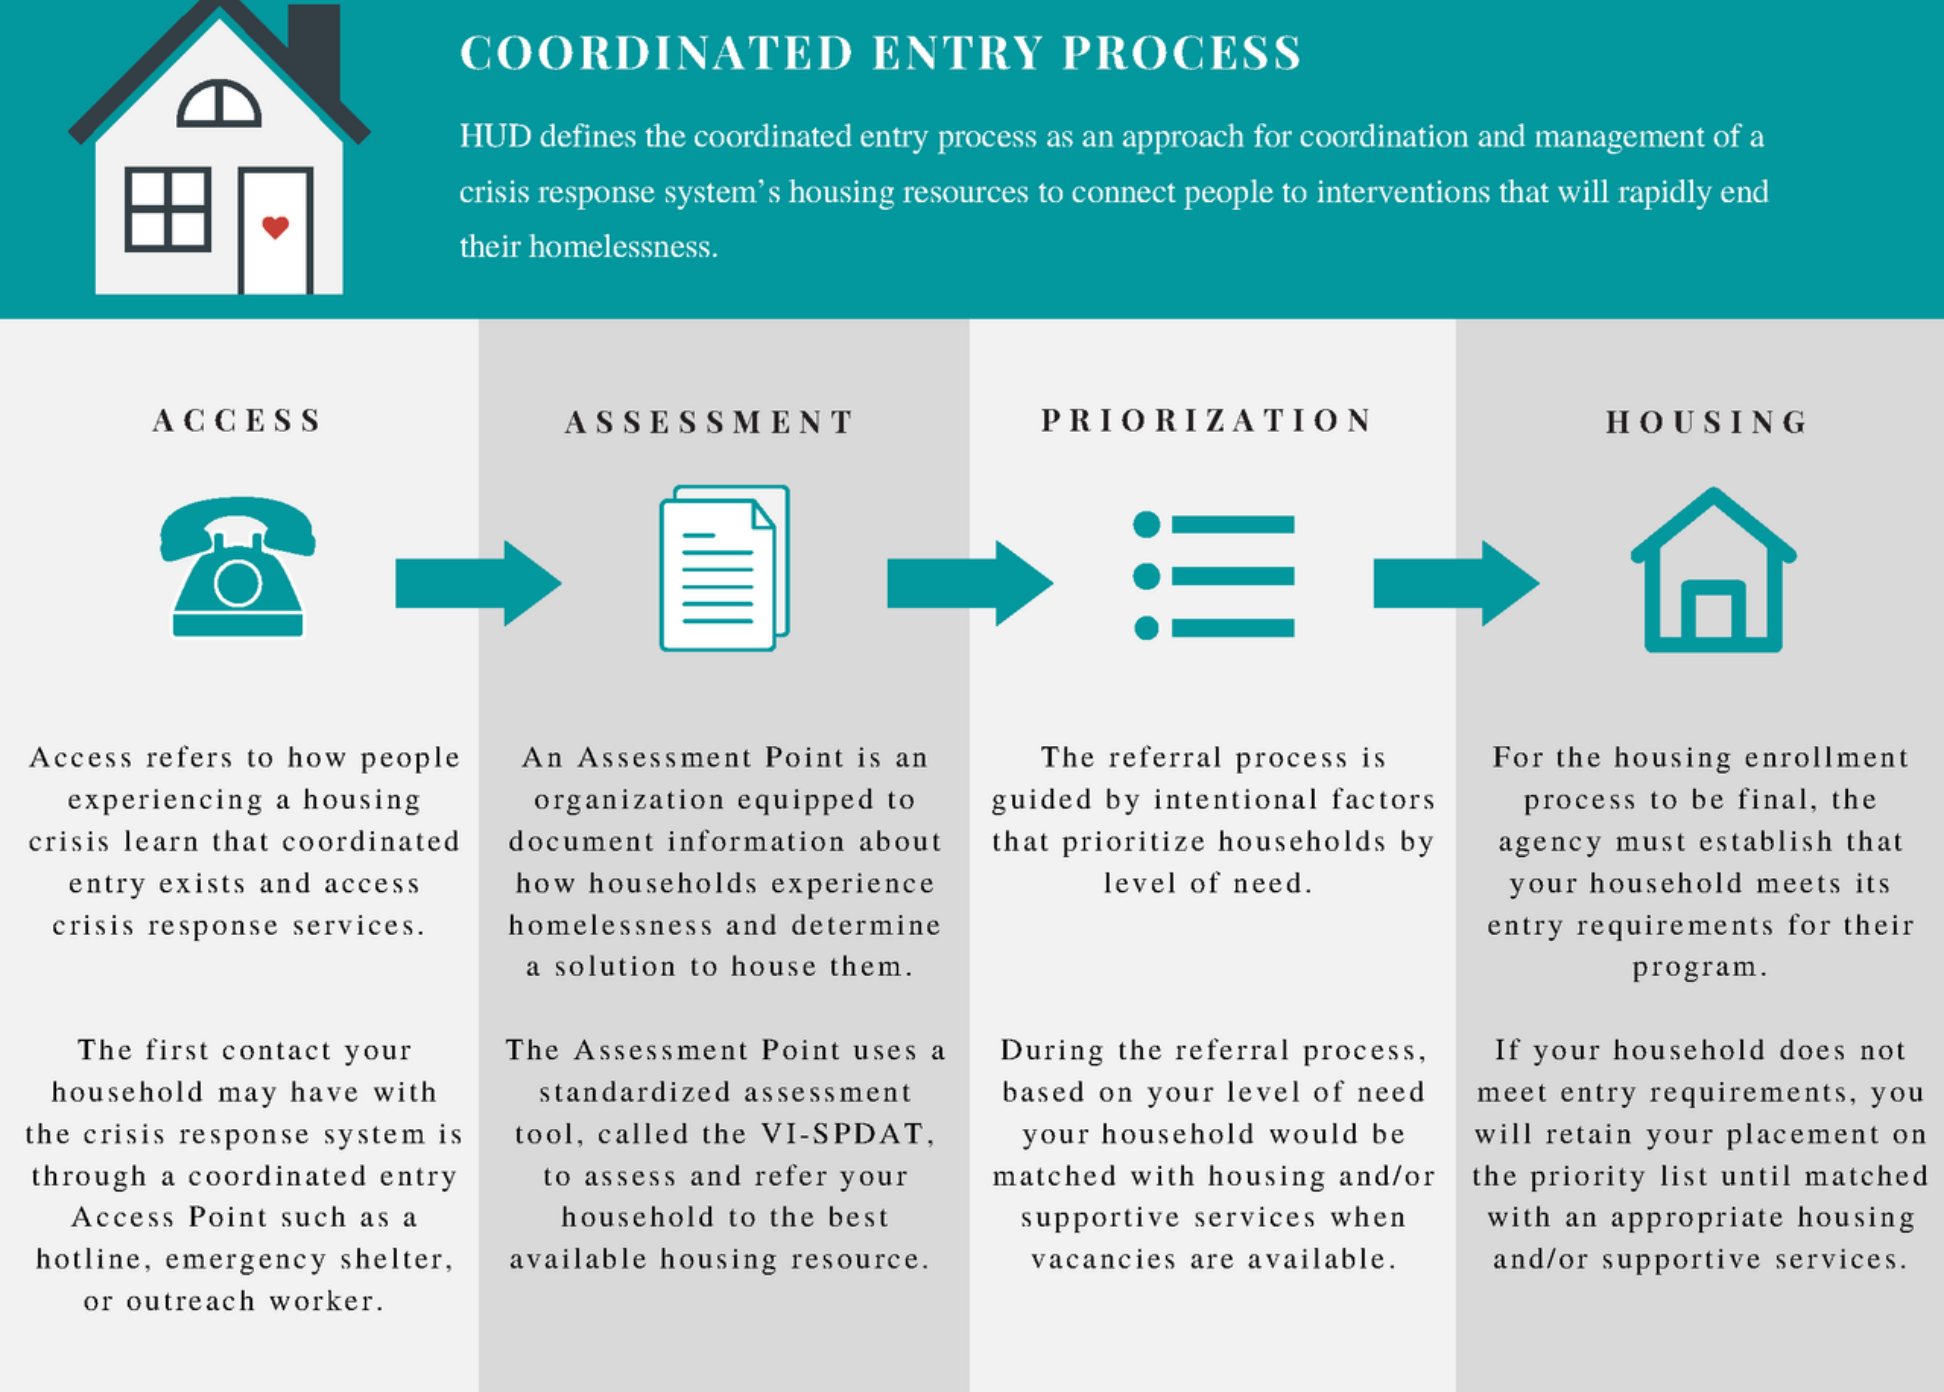 COORDINATED ENTRY PROCESS
HUD defines the coordinated entry process as an approach for coordination and management of a
crisis response system's housing resources to connect people to interventions that will rapidly end
their homelessness.
ACCESS
Access refers to how people
experiencing a housing
crisis learn that coordinated
entry exists and access
crisis response services.
The first contact your
household may have with
the crisis response system is
through a coordinated entry
Access Point such as a
hotline, emergency shelter,
or outreach worker.
ASSESSMENT
An Assessment Point is an
organization equipped to
document information about
how households experience
homelessness and determine
a solution to house them.
The Assessment Point uses a
standardized assessment
tool, called the VI-SPDAT,
to assess and refer your
household to the best
available housing resource.
PRIORIZATION
The referral process is
guided by intentional factors
that prioritize households by
level of need.
During the referral process,
based on your level of need
your household would be
matched with housing and/or
supportive services when
vacancies are available.
HOUSING
For the housing enrollment
process to be final, the
agency must establish that
your household meets its
entry requirements for their
program.
If your household does not
meet entry requirements, you
will retain your placement on
the priority list until matched
with an appropriate housing
and/or supportive services.